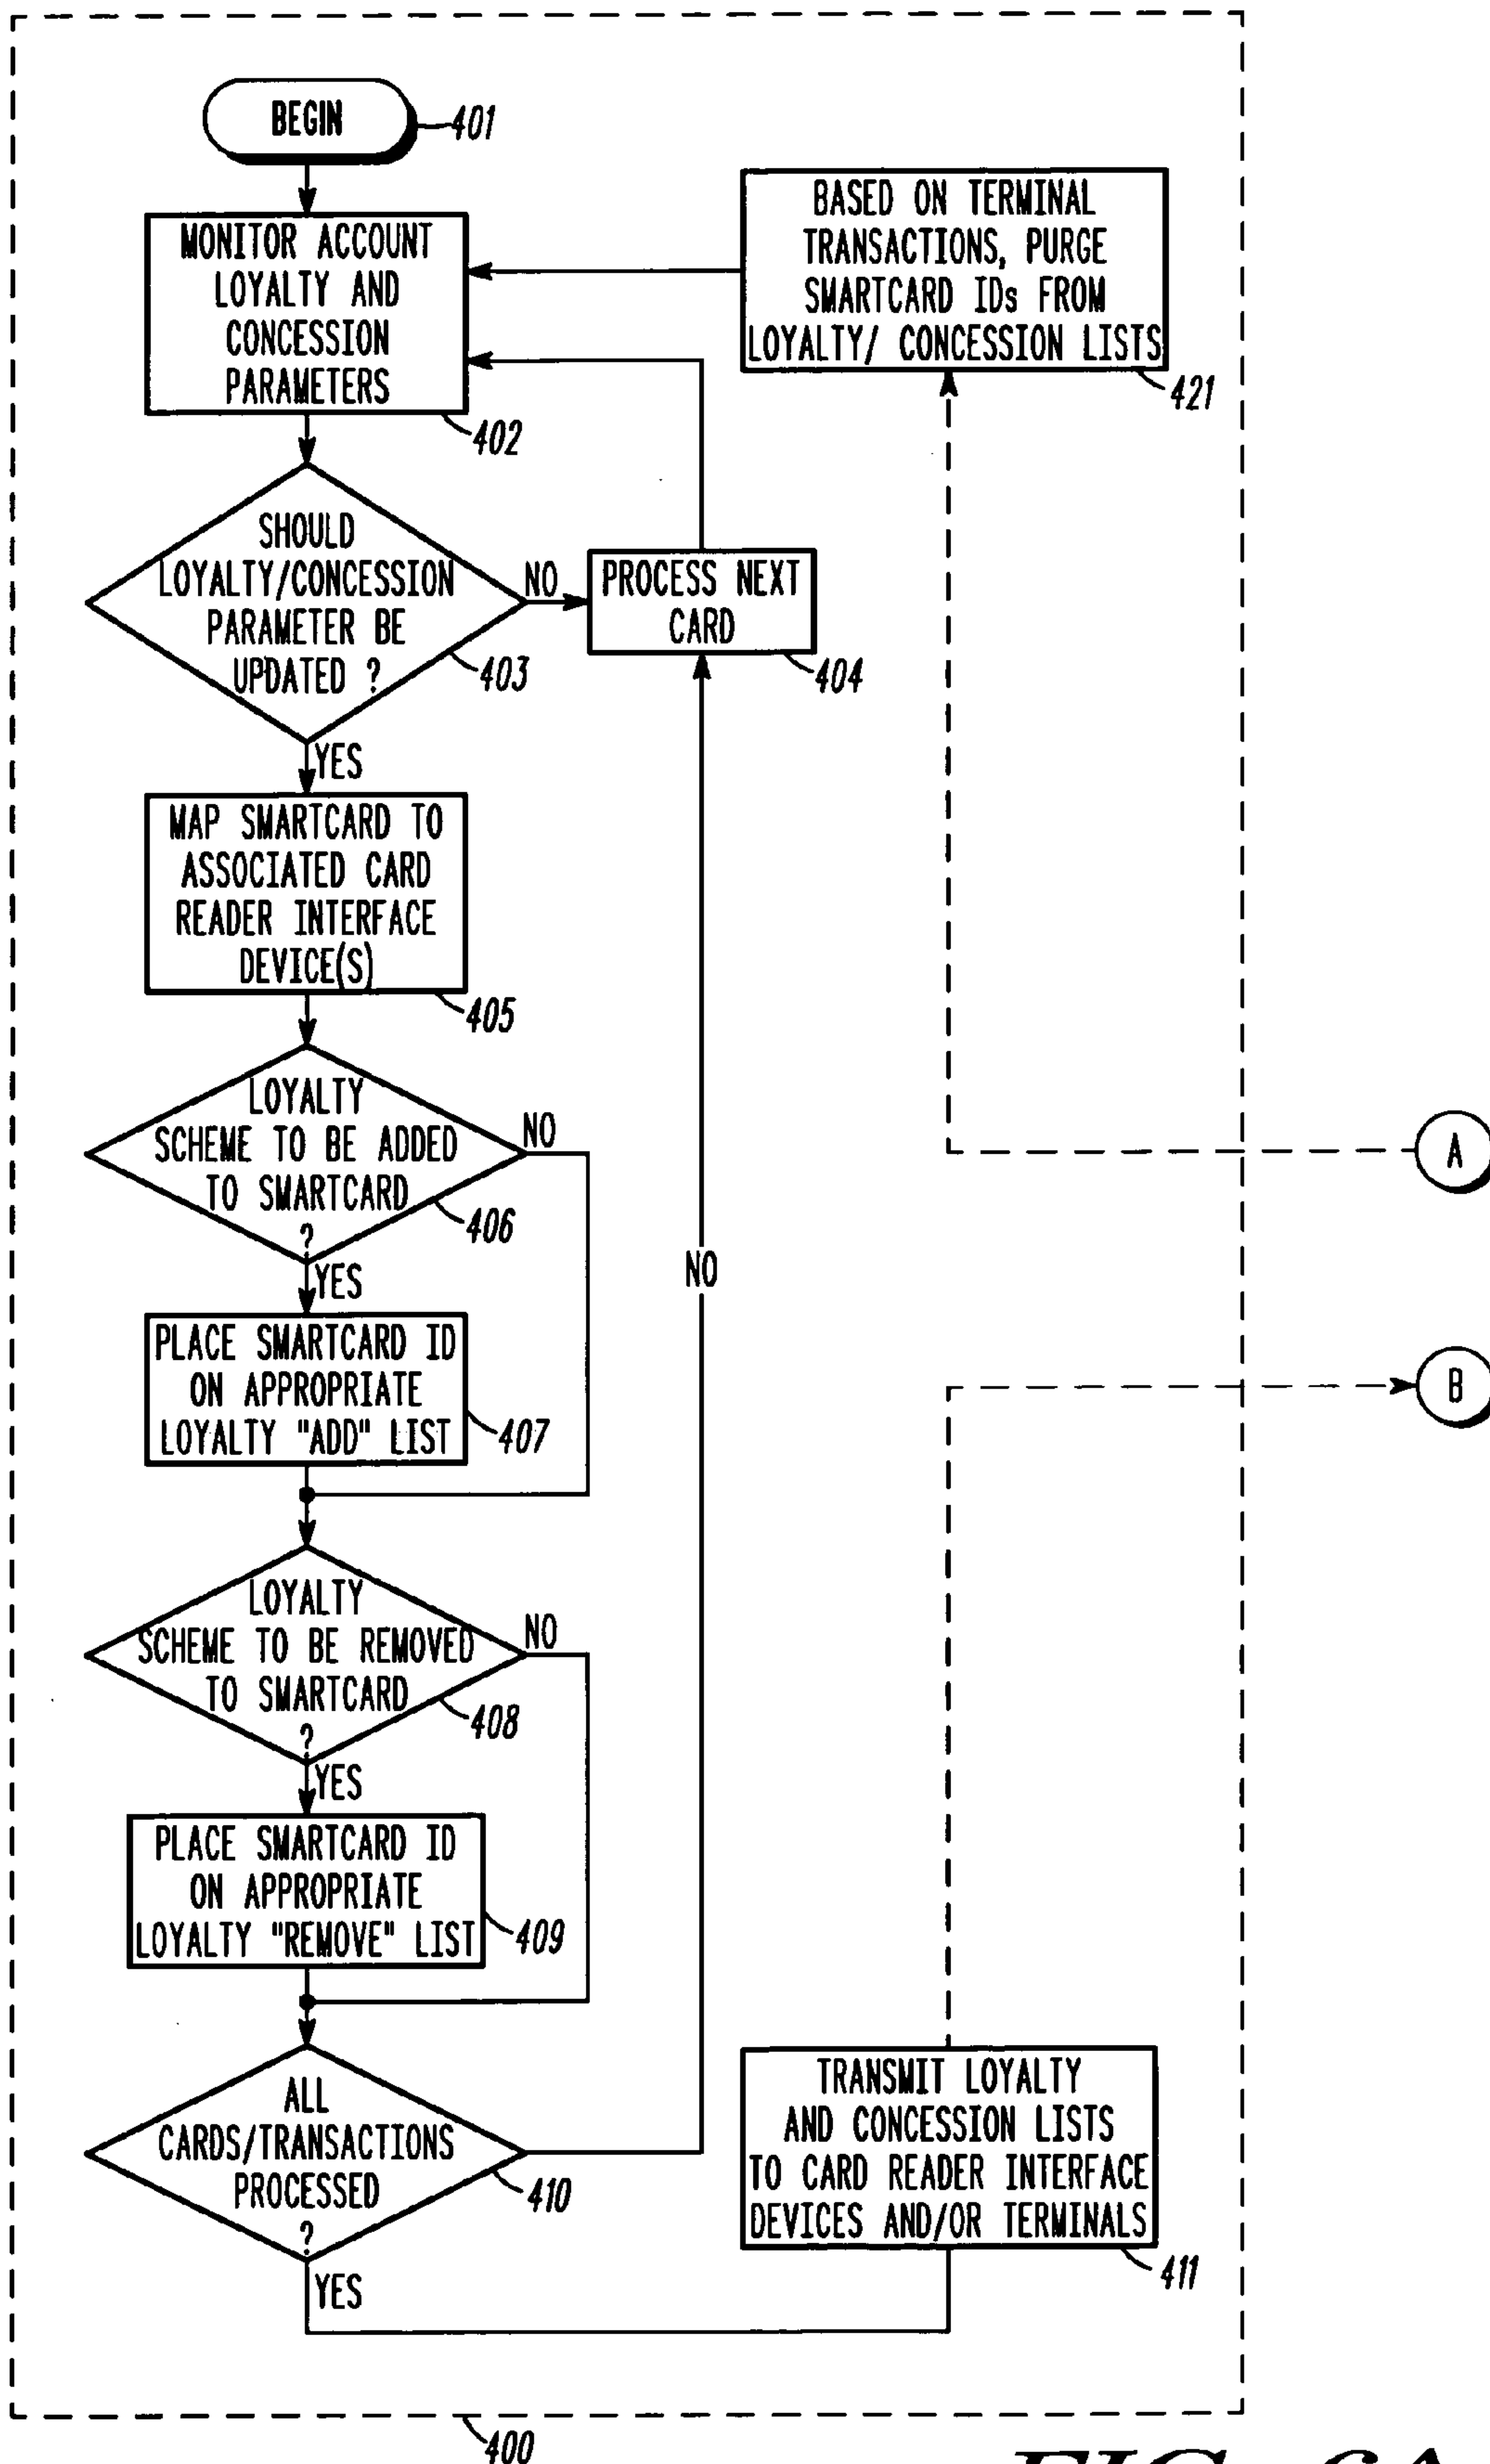 BEGIN
401
MONITOR ACCOUNT
LOYALTY AND
CONCESSION
PARAMETERS
402
BASED ON TERMINAL
TRANSACTIONS, PURGE
SMARTCARD IDs FROM
LOYALTY/ CONCESSION LISTS
421
SHOULD
LOYALTY/CONCESSION
PARAMETER BE
UPDATED ?
403
NO
PROCESS NEXT
CARD
404
YES
MAP SMARTCARD TO
ASSOCIATED CARD
READER INTERFACE
DEVICE(S)
405
LOYALTY
SCHEME TO BE ADDED
TO SMARTCARD
?
406
NO
A
YES
NO
PLACE SMARTCARD ID
ON APPROPRIATE
LOYALTY "ADD" LIST
407
B
LOYALTY
SCHEME TO BE REMOVED
TO SMARTCARD
?
408
NO
YES
PLACE SMARTCARD ID
ON APPROPRIATE
LOYALTY "REMOVE" LIST
409
ALL
CARDS/TRANSACTIONS
PROCESSED
?
410
YES
TRANSMIT LOYALTY
AND CONCESSION LISTS
TO CARD READER INTERFACE
DEVICES AND/OR TERMINALS
411
400